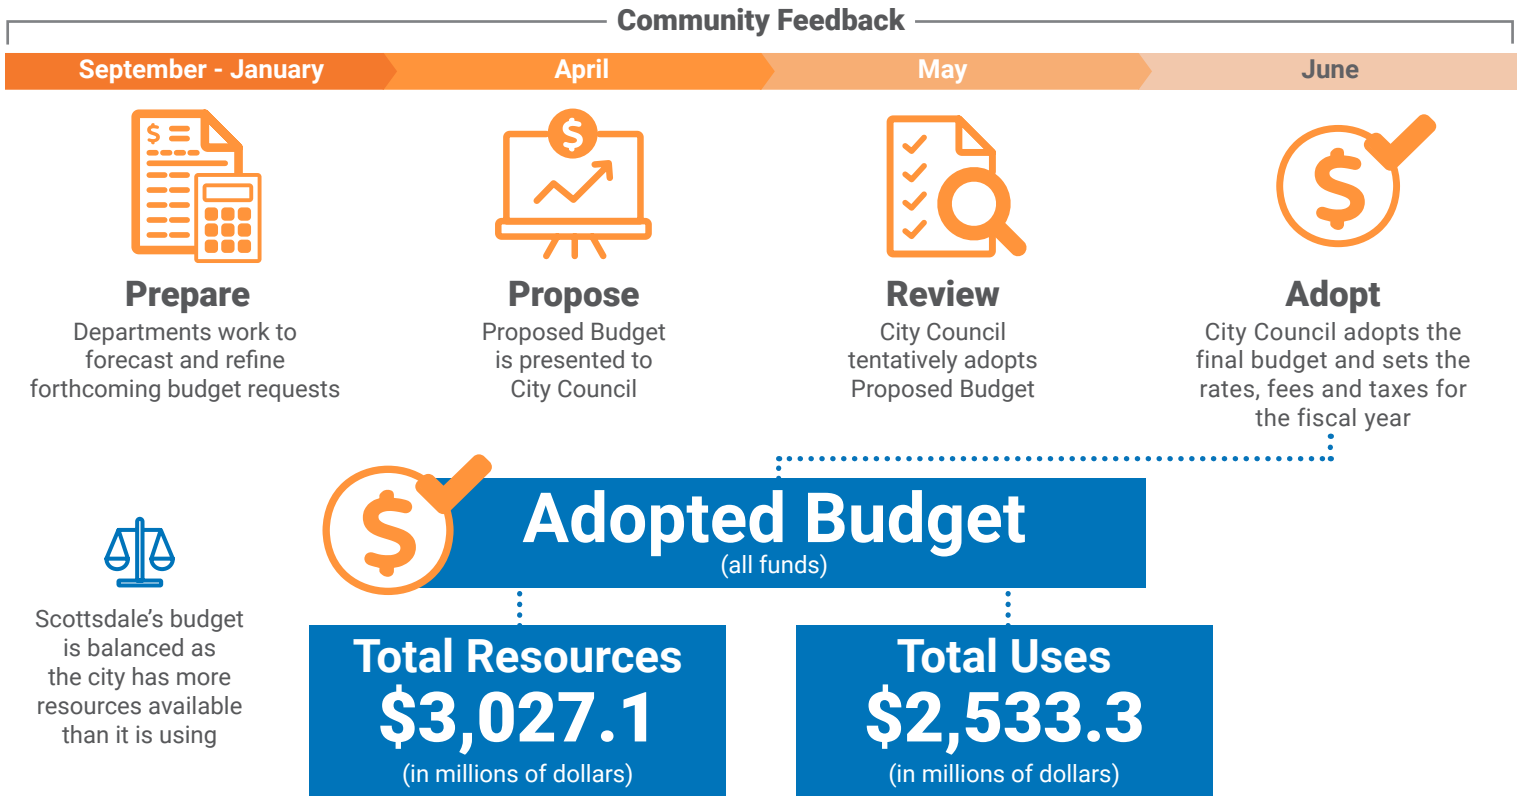 Community Feedback
September - January
April
May
June
Prepare
Departments work to
forecast and refine
forthcoming budget requests
Propose
Proposed Budget
is presented to
City Council
Review
City Council
tentatively adopts
Proposed Budget
Adopt
City Council adopts the
final budget and sets the
rates, fees and taxes for
the fiscal year
Adopted Budget
(all funds)
Scottsdale’s budget
is balanced as
the city has more
resources available
than it is using
Total Resources
$3,027.1
(in millions of dollars)
Total Uses
$2,533.3
(in millions of dollars)